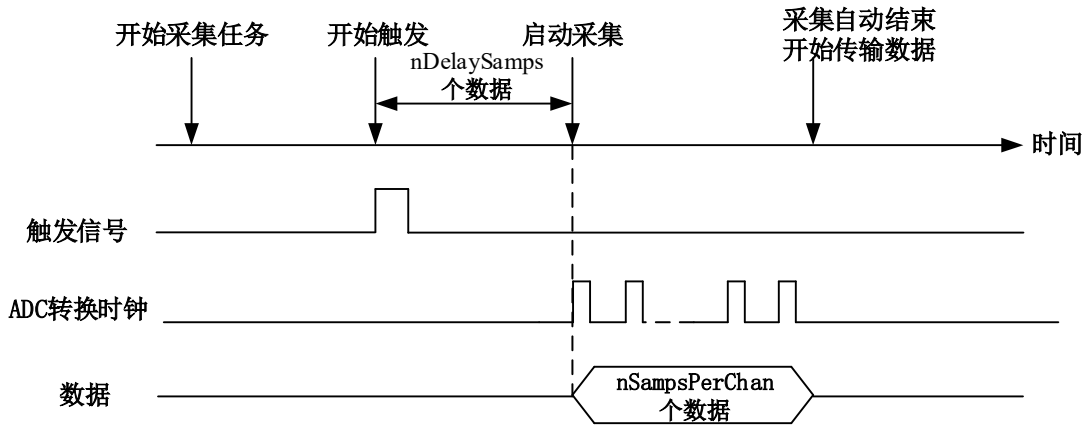 采集自动结束
开始采集任务 开始触发 启动采集 开始传输数据
nDelaySamps
个数据
时间
触发信号
ADC转换时钟
数据
nSampsPerChan
个数据